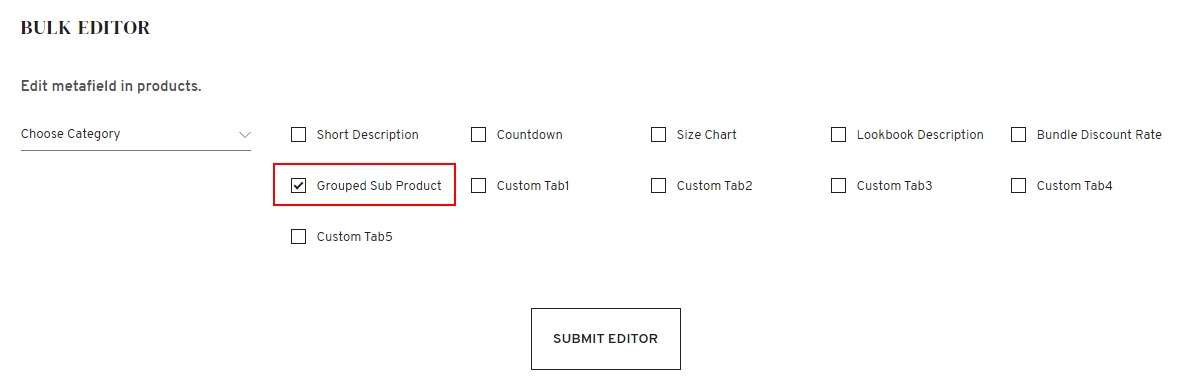 BULK EDITOR
Edit metafield in products.
Choose Category
Short Description
Countdown
Size Chart
Lookbook Description
Bundle Discount Rate
Grouped Sub Product
Custom Tab1
Custom Tab2
Custom Tab3
Custom Tab4
Custom Tab5
SUBMIT EDITOR